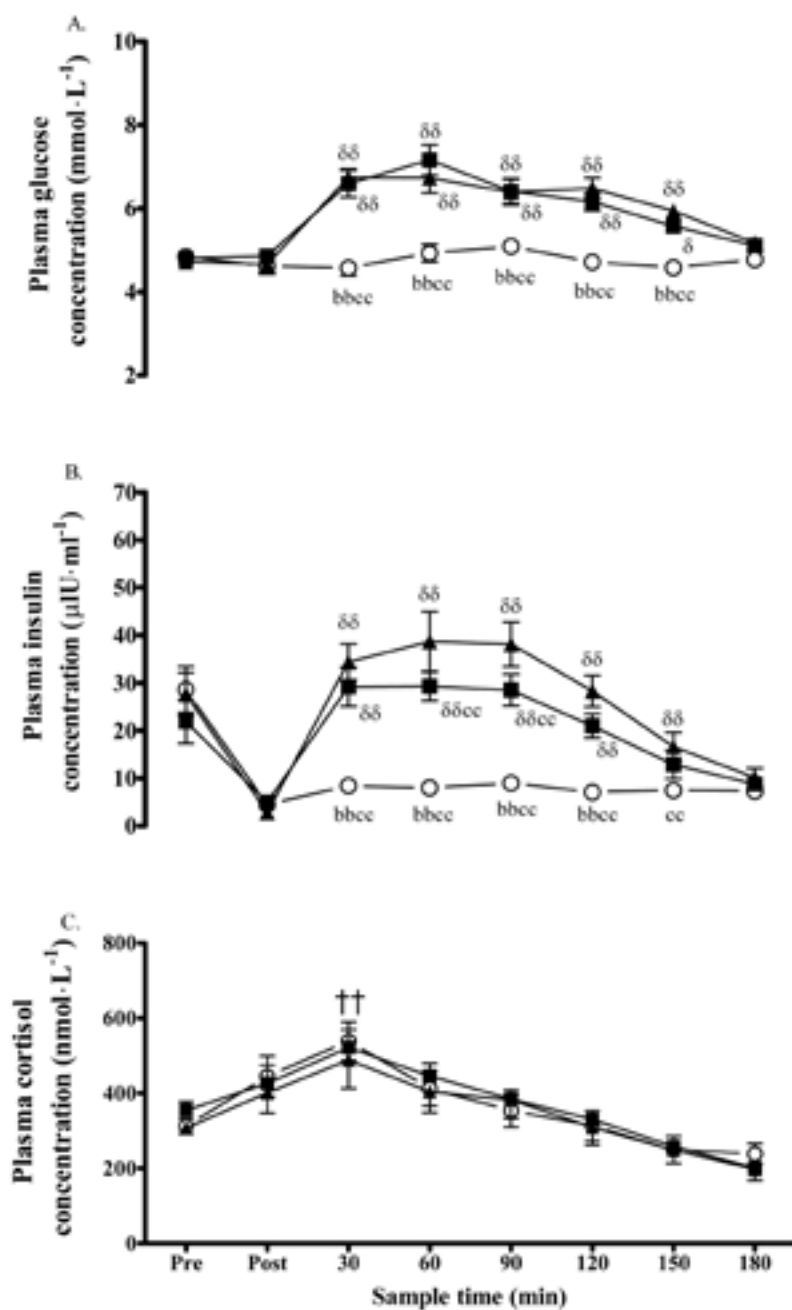 A.
Plasma glucose
concentration (mmol·L⁻¹)
10
8
6
4
2
δδ
δδ
δδ
δδ
δδ
δδ
δδ
δδ
δδ
δ
bbcc
bbcc
bbcc
bbcc
bbcc
B.
Plasma insulin
concentration (µIU·ml⁻¹)
70
60
50
40
30
20
10
0
δδ
δδ
δδ
δδ
δδ
δδ
δδcc
δδcc
δδ
bbcc
bbcc
bbcc
bbcc
cc
C.
Plasma cortisol
concentration (nmol·L⁻¹)
800
600
400
200
0
††
Pre Post 30 60 90 120 150 180
Sample time (min)